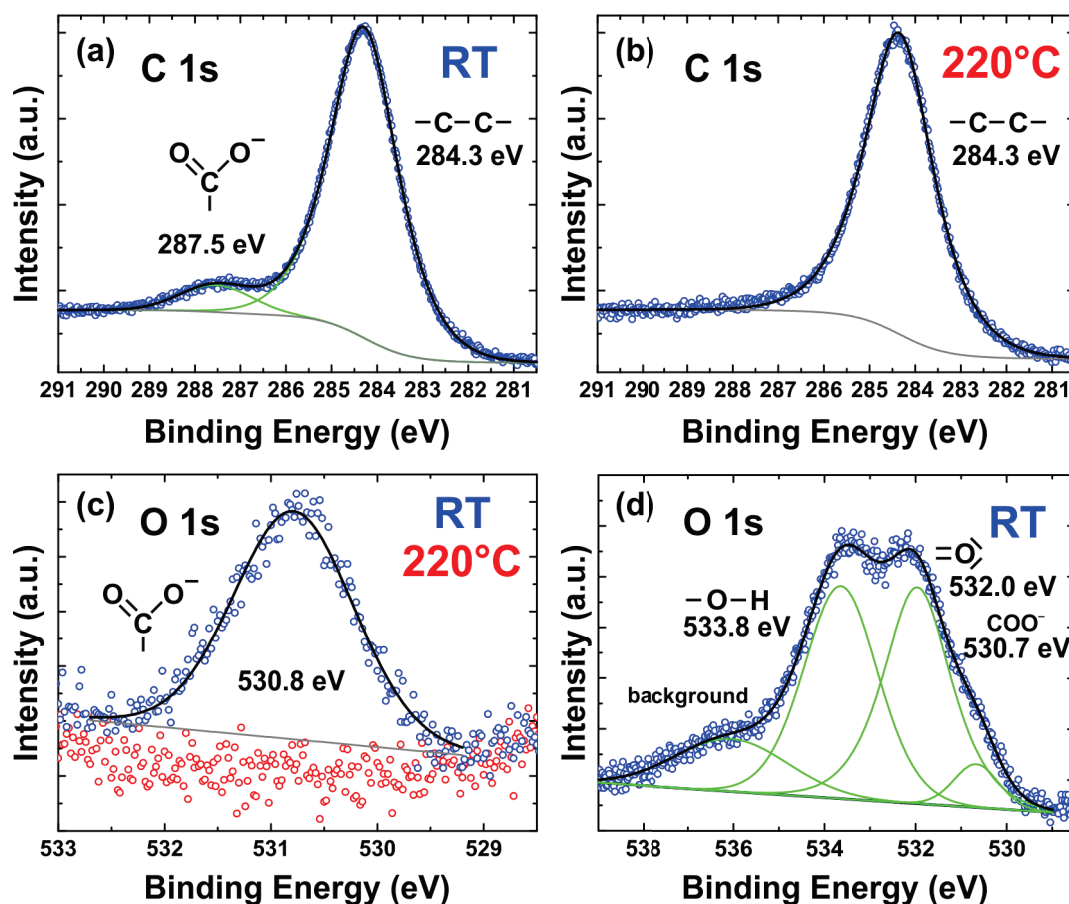 (a)
C 1s
RT
O
O⁻
C
–C–C–
284.3 eV
287.5 eV
Intensity (a.u.)
291 290 289 288 287 286 285 284 283 282 281
Binding Energy (eV)
(b)
C 1s
220°C
–C–C–
284.3 eV
Intensity (a.u.)
291 290 289 288 287 286 285 284 283 282 281
Binding Energy (eV)
(c)
O 1s
RT
220°C
O
O⁻
C
530.8 eV
Intensity (a.u.)
533 532 531 530 529
Binding Energy (eV)
(d)
O 1s
RT
=O
532.0 eV
–O–H
533.8 eV
COO⁻
530.7 eV
background
Intensity (a.u.)
538 536 534 532 530
Binding Energy (eV)